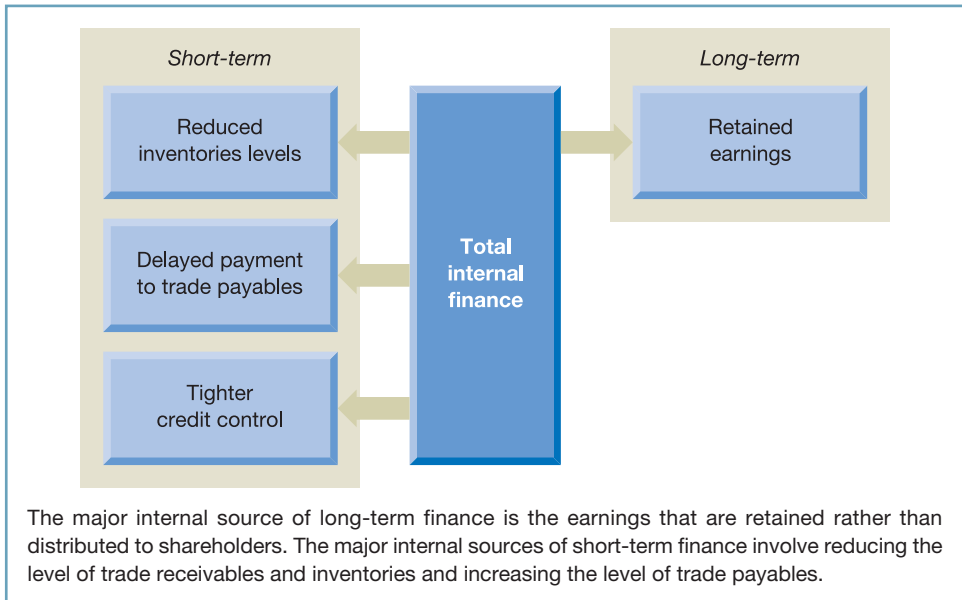 Short-term
Long-term
Reduced
inventories levels
Retained
earnings
Delayed payment
to trade payables
Total
internal
finance
Tighter
credit control
The major internal source of long-term finance is the earnings that are retained rather than
distributed to shareholders. The major internal sources of short-term finance involve reducing the
level of trade receivables and inventories and increasing the level of trade payables.